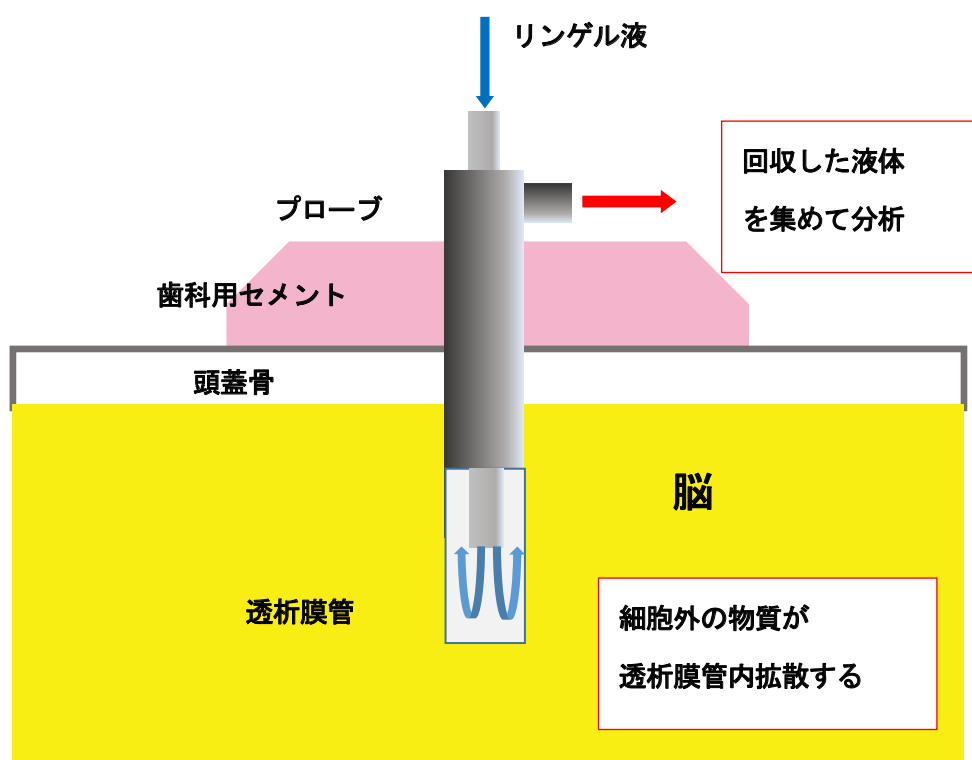 リンゲル液
回収した液体
を集めて分析
プローブ
歯科用セメント
頭蓋骨
脳
透析膜管
細胞外の物質が
透析膜管内拡散する